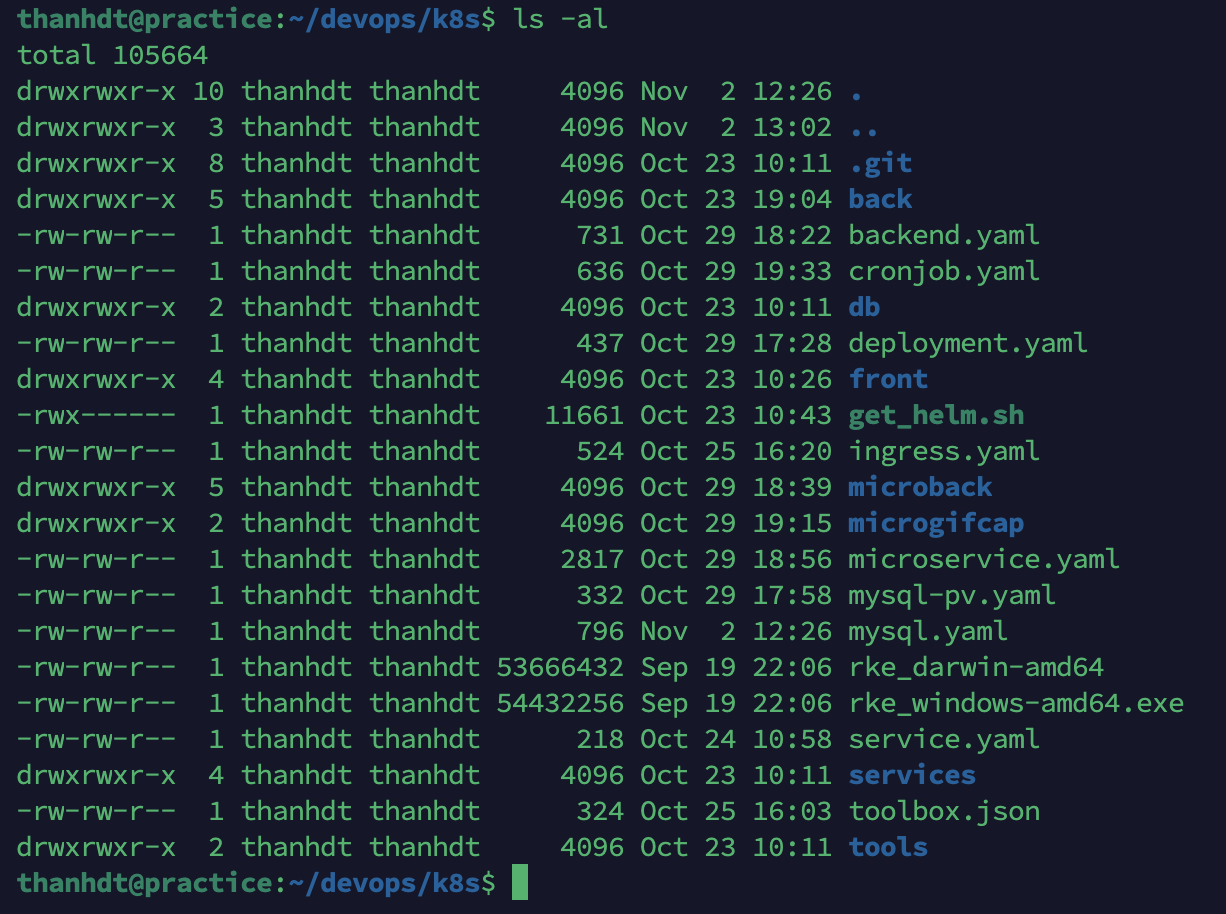 thanhdt@practice:~/devops/k8s$ ls -al
total 105664
drwxrwxr-x 10 thanhdt thanhdt     4096 Nov  2 12:26 .
drwxrwxr-x  3 thanhdt thanhdt     4096 Nov  2 13:02 ..
drwxrwxr-x  8 thanhdt thanhdt     4096 Oct 23 10:11 .git
drwxrwxr-x  5 thanhdt thanhdt     4096 Oct 23 19:04 back
-rw-rw-r--  1 thanhdt thanhdt      731 Oct 29 18:22 backend.yaml
-rw-rw-r--  1 thanhdt thanhdt      636 Oct 29 19:33 cronjob.yaml
drwxrwxr-x  2 thanhdt thanhdt     4096 Oct 23 10:11 db
-rw-rw-r--  1 thanhdt thanhdt      437 Oct 29 17:28 deployment.yaml
drwxrwxr-x  4 thanhdt thanhdt     4096 Oct 23 10:26 front
-rwx------  1 thanhdt thanhdt    11661 Oct 23 10:43 get_helm.sh
-rw-rw-r--  1 thanhdt thanhdt      524 Oct 25 16:20 ingress.yaml
drwxrwxr-x  5 thanhdt thanhdt     4096 Oct 29 18:39 microback
drwxrwxr-x  2 thanhdt thanhdt     4096 Oct 29 19:15 microgifcap
-rw-rw-r--  1 thanhdt thanhdt     2817 Oct 29 18:56 microservice.yaml
-rw-rw-r--  1 thanhdt thanhdt      332 Oct 29 17:58 mysql-pv.yaml
-rw-rw-r--  1 thanhdt thanhdt      796 Nov  2 12:26 mysql.yaml
-rw-rw-r--  1 thanhdt thanhdt 53666432 Sep 19 22:06 rke_darwin-amd64
-rw-rw-r--  1 thanhdt thanhdt 54432256 Sep 19 22:06 rke_windows-amd64.exe
-rw-rw-r--  1 thanhdt thanhdt      218 Oct 24 10:58 service.yaml
drwxrwxr-x  4 thanhdt thanhdt     4096 Oct 23 10:11 services
-rw-rw-r--  1 thanhdt thanhdt      324 Oct 25 16:03 toolbox.json
drwxrwxr-x  2 thanhdt thanhdt     4096 Oct 23 10:11 tools
thanhdt@practice:~/devops/k8s$